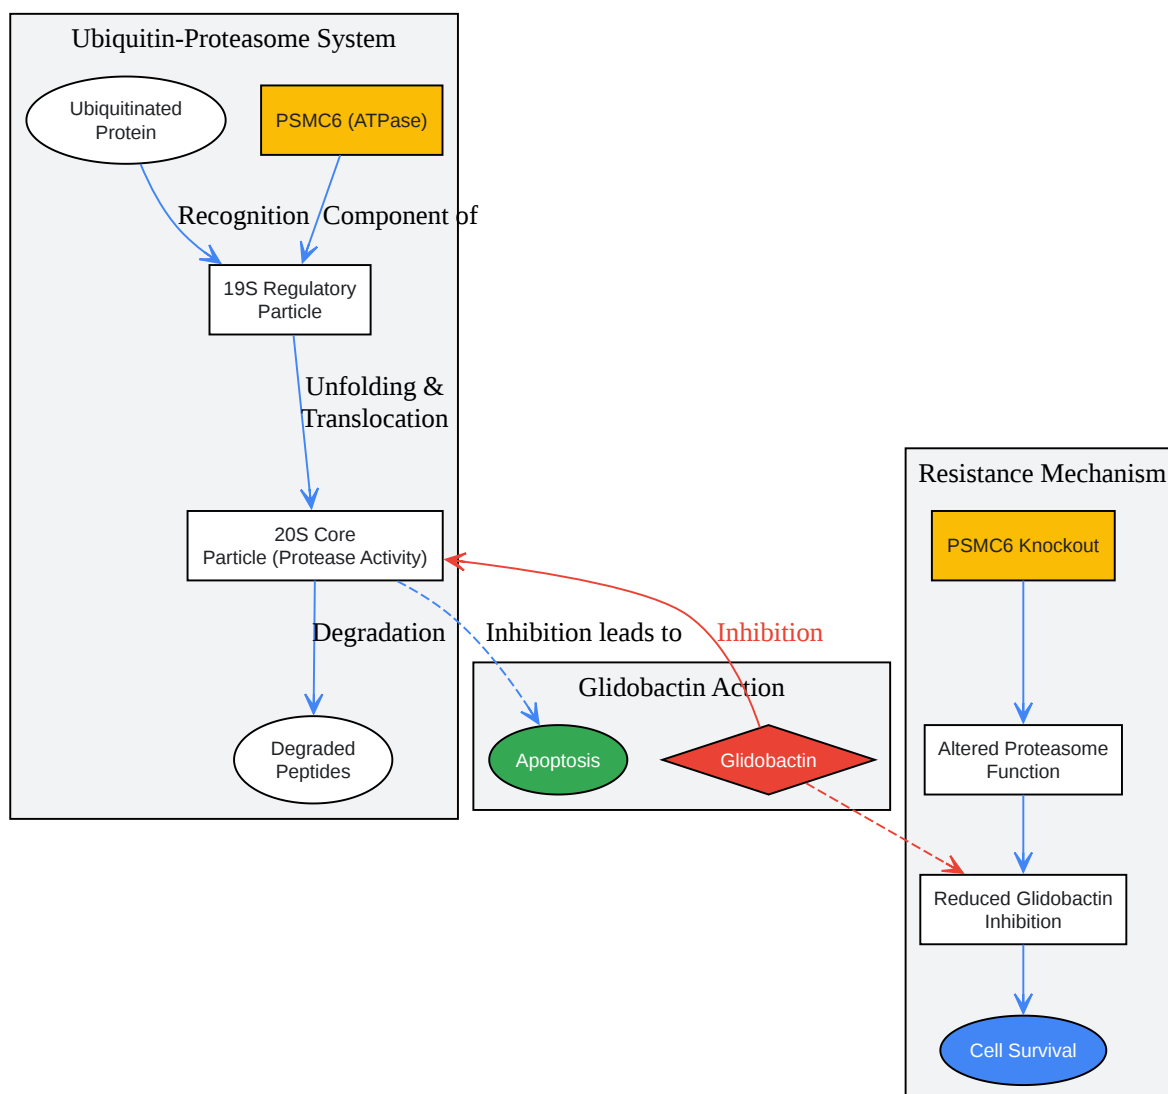 Ubiquitin-Proteasome System
Ubiquitinated
Protein
PSMC6 (ATPase)
Recognition
Component of
19S Regulatory
Particle
Unfolding &
Translocation
20S Core
Particle (Protease Activity)
Degradation
Inhibition leads to
Inhibition
Degraded
Peptides
Glidobactin Action
Apoptosis
Glidobactin
Resistance Mechanism
PSMC6 Knockout
Altered Proteasome
Function
Reduced Glidobactin
Inhibition
Cell Survival